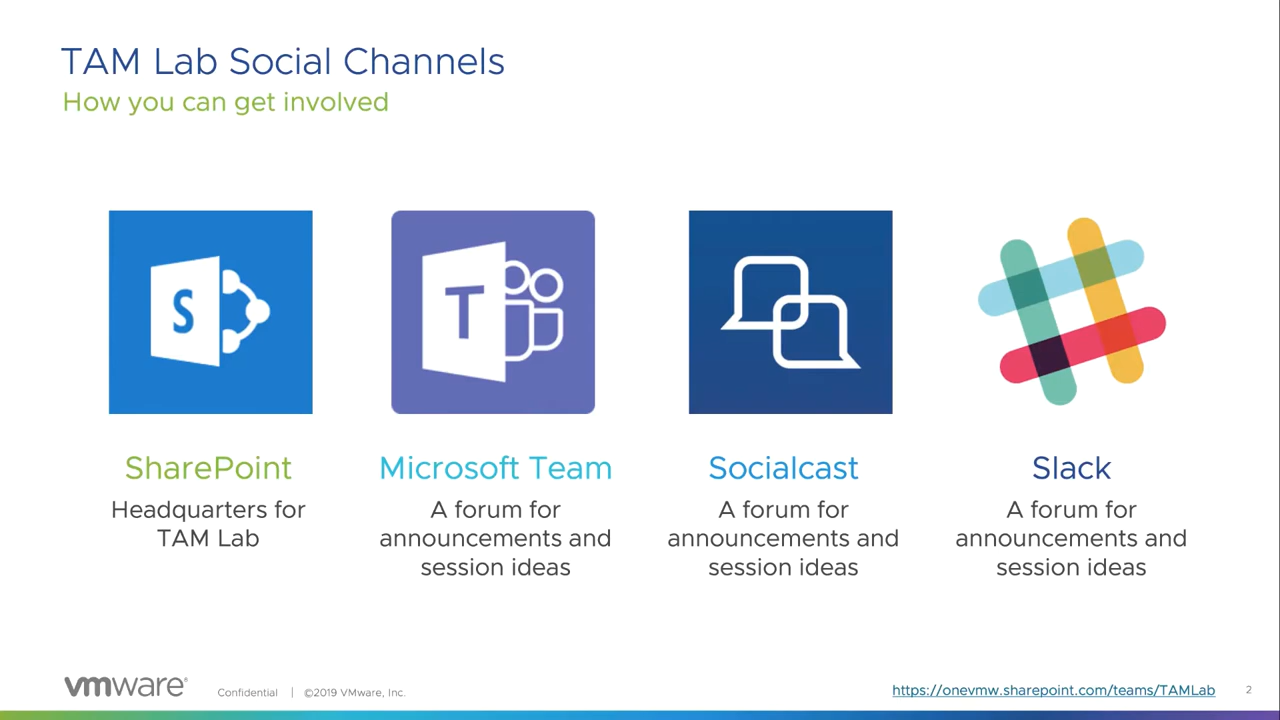 TAM Lab Social Channels
How you can get involved
S
T
SharePoint
Headquarters for
TAM Lab
Microsoft Team
A forum for
announcements and
session ideas
Socialcast
A forum for
announcements and
session ideas
Slack
A forum for
announcements and
session ideas
vmware®
Confidential | ©2019 VMware, Inc.
https://onevmw.sharepoint.com/teams/TAMLab
2